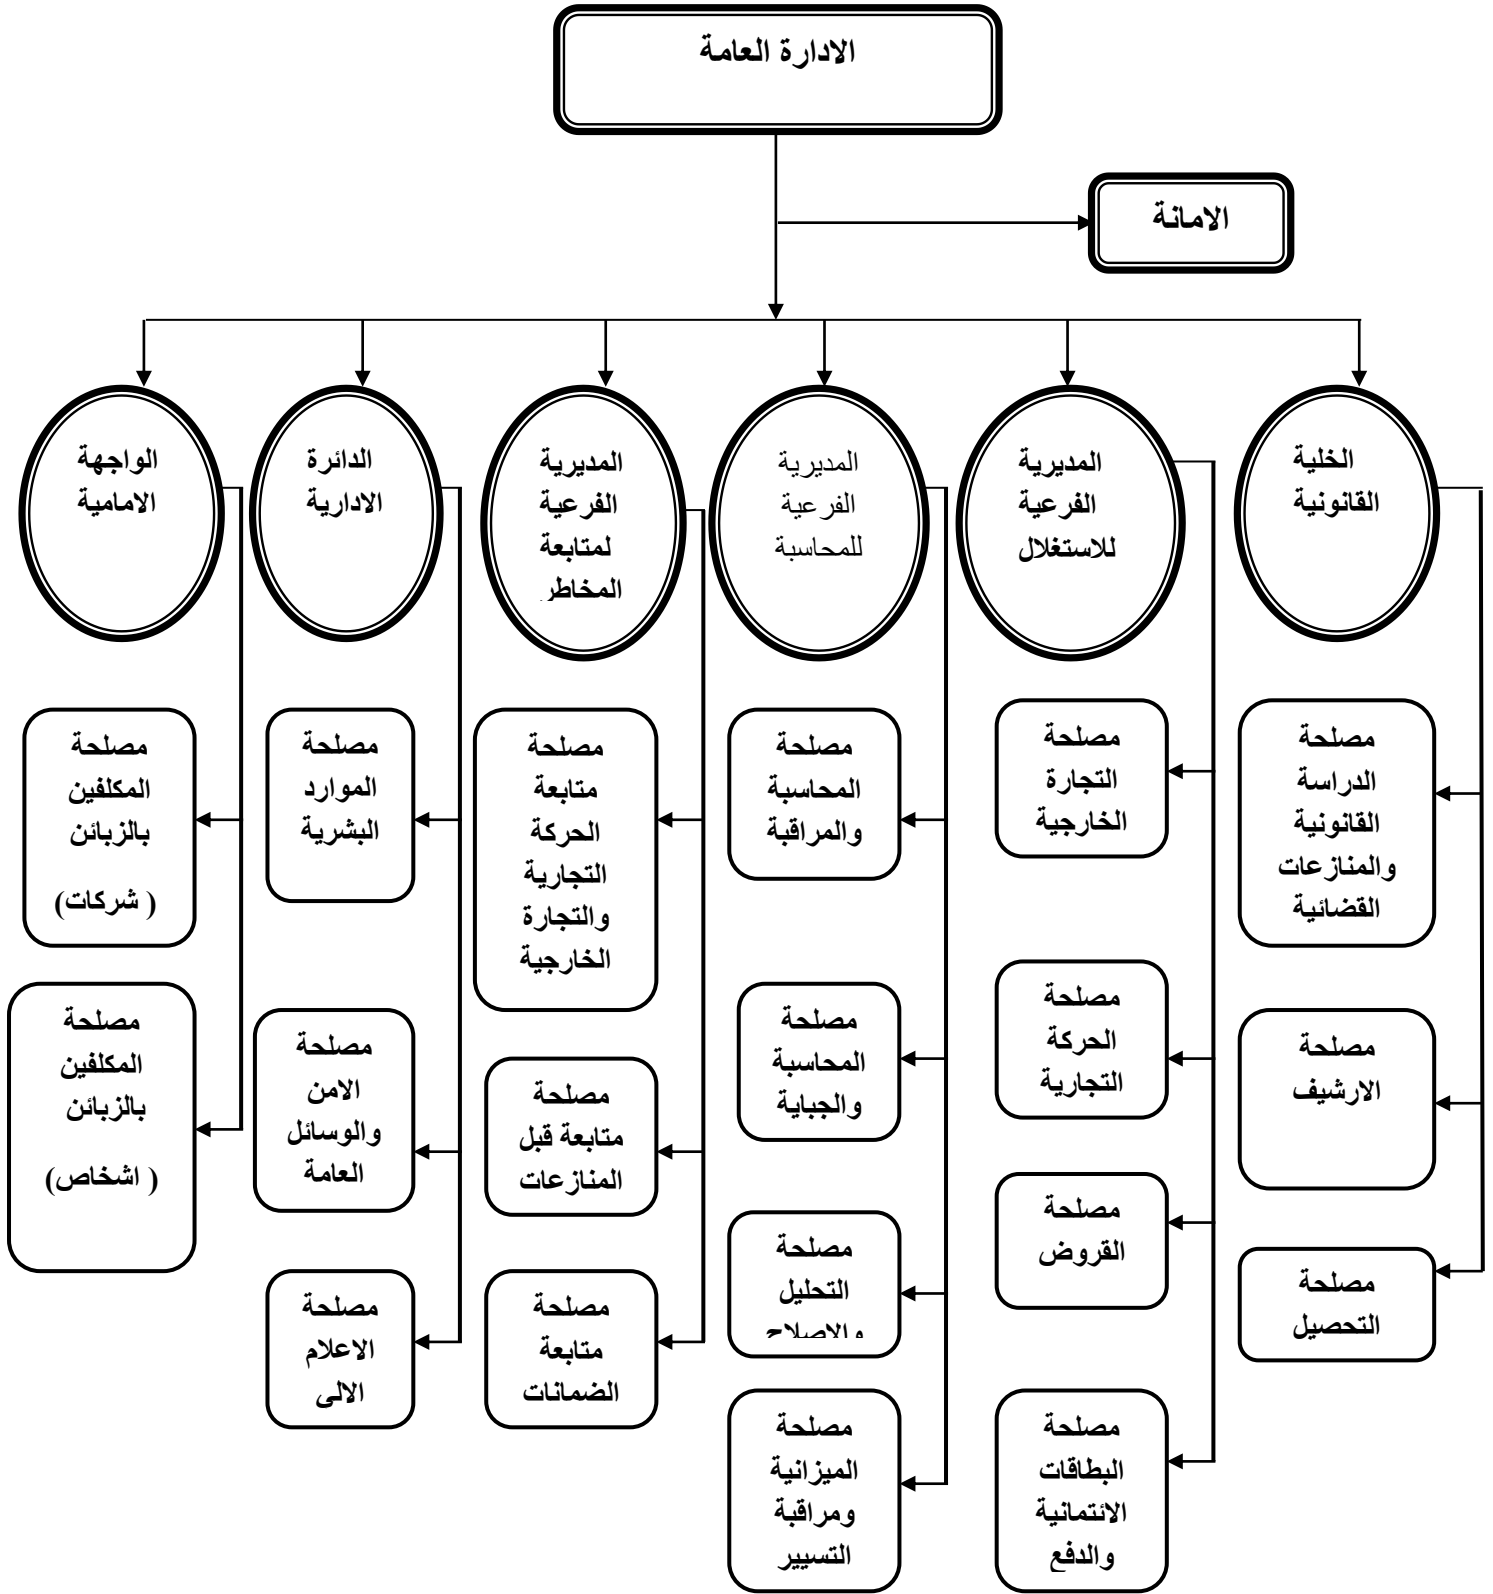 الادارة العامة
الامانة
الخلية
القانونية
المديرية
الفرعية
للاستغلال
المديرية
الفرعية
للمحاسبة
المديرية
الفرعية
لمتابعة
المخاطر
الدائرة
الادارية
الواجهة
الامامية
مصلحة
الدراسة
القانونية
والمنازعات
القضائية
مصلحة
الارشيف
مصلحة
التحصيل
مصلحة
التجارة
الخارجية
مصلحة
الحركة
التجارية
مصلحة
القروض
مصلحة
البطاقات
الائتمانية
والدفع
مصلحة
المحاسبة
والمراقبة
مصلحة
المحاسبة
والجباية
مصلحة
التحليل
والاصلاح
مصلحة
الميزانية
ومراقبة
التسيير
مصلحة
متابعة
الحركة
التجارية
والتجارة
الخارجية
مصلحة
متابعة قبل
المنازعات
مصلحة
متابعة
الضمانات
مصلحة
الموارد
البشرية
مصلحة
الامن
والوسائل
العامة
مصلحة
الاعلام
الالى
مصلحة
المكلفين
بالزبائن
( شركات)
مصلحة
المكلفين
بالزبائن
( اشخاص)